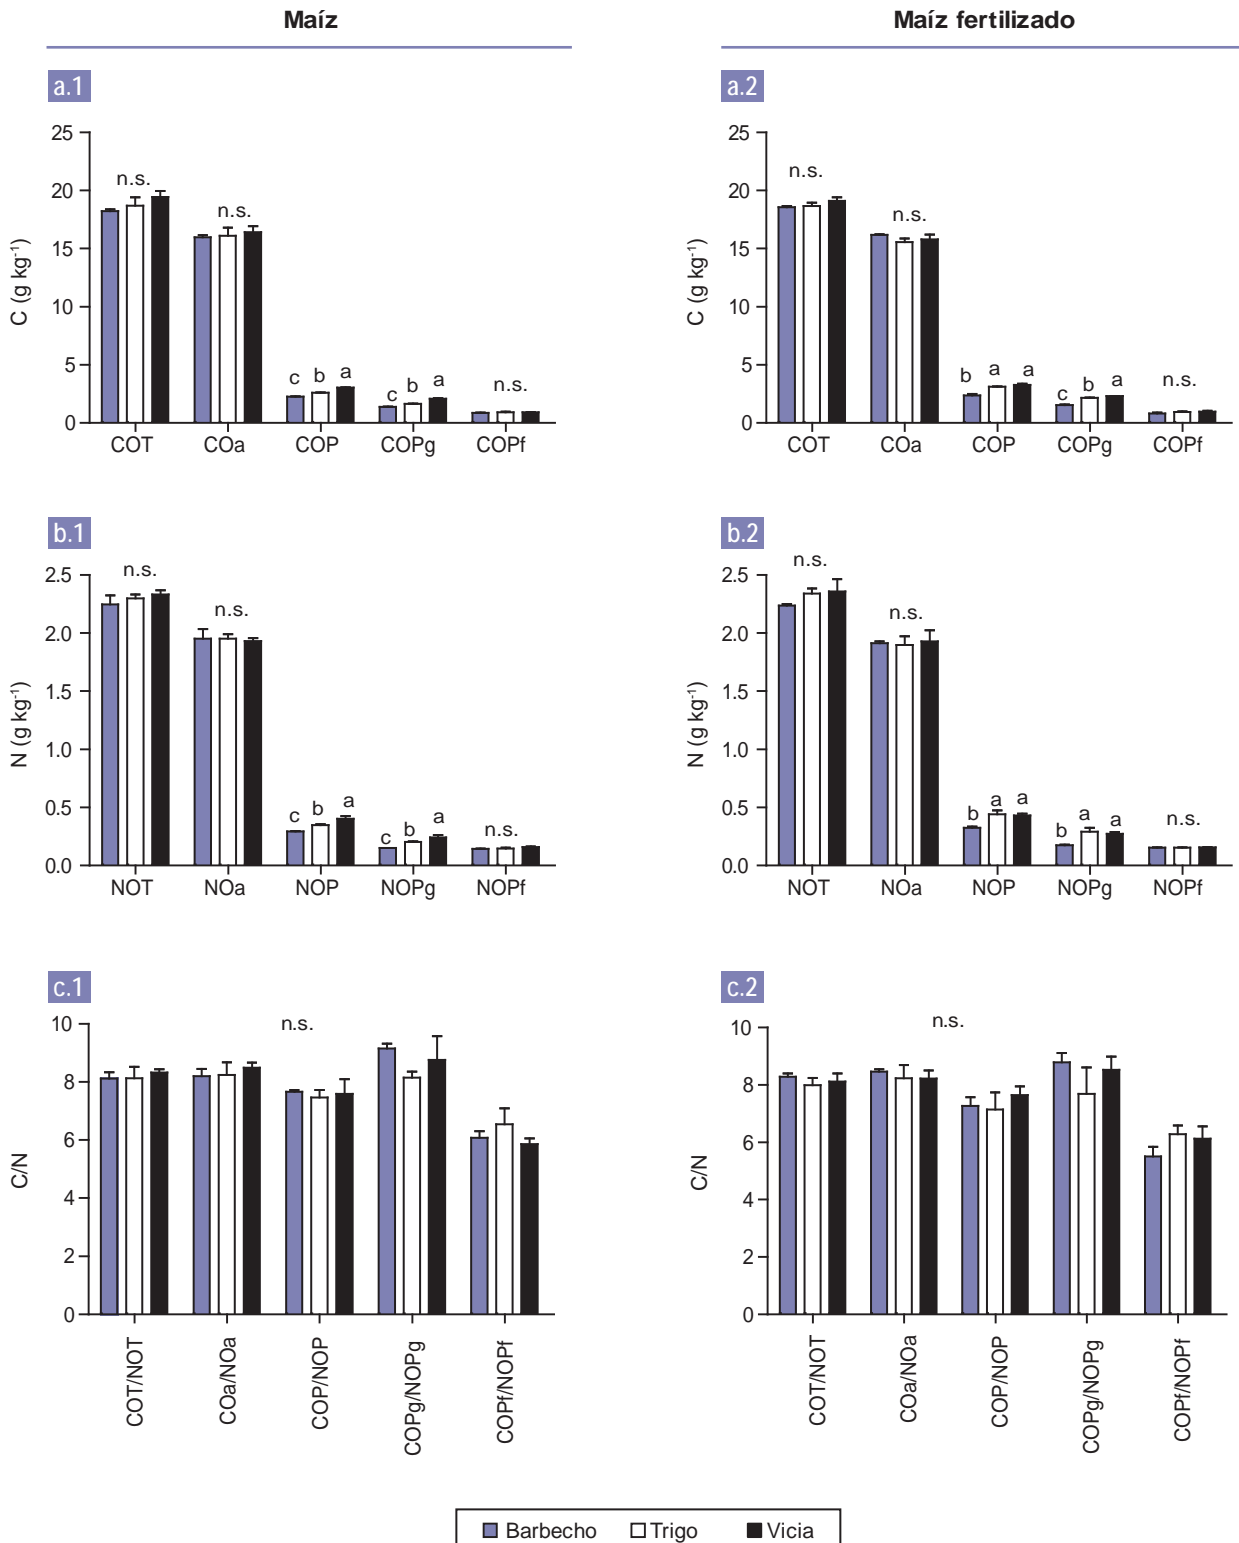 Maíz
Maíz fertilizado
a.1
25
20
15
10
5
0
C (g kg-1)
n.s.
n.s.
c b a
c b a
n.s.
COT COa COP COPg COPf
a.2
25
20
15
10
5
0
C (g kg-1)
n.s.
n.s.
b a a
c b a
n.s.
COT COa COP COPg COPf
b.1
2.5
2.0
1.5
1.0
0.5
0.0
N (g kg-1)
n.s.
n.s.
c b a
c b a
n.s.
NOT NOa NOP NOPg NOPf
b.2
2.5
2.0
1.5
1.0
0.5
0.0
N (g kg-1)
n.s.
n.s.
b a a
b a a
n.s.
NOT NOa NOP NOPg NOPf
c.1
10
8
6
4
2
0
C/N
n.s.
COT/NOT
COa/NOa
COP/NOP
COPg/NOPg
COPf/NOPf
c.2
10
8
6
4
2
0
C/N
n.s.
COT/NOT
COa/NOa
COP/NOP
COPg/NOPg
COPf/NOPf
Barbecho Trigo Vicia